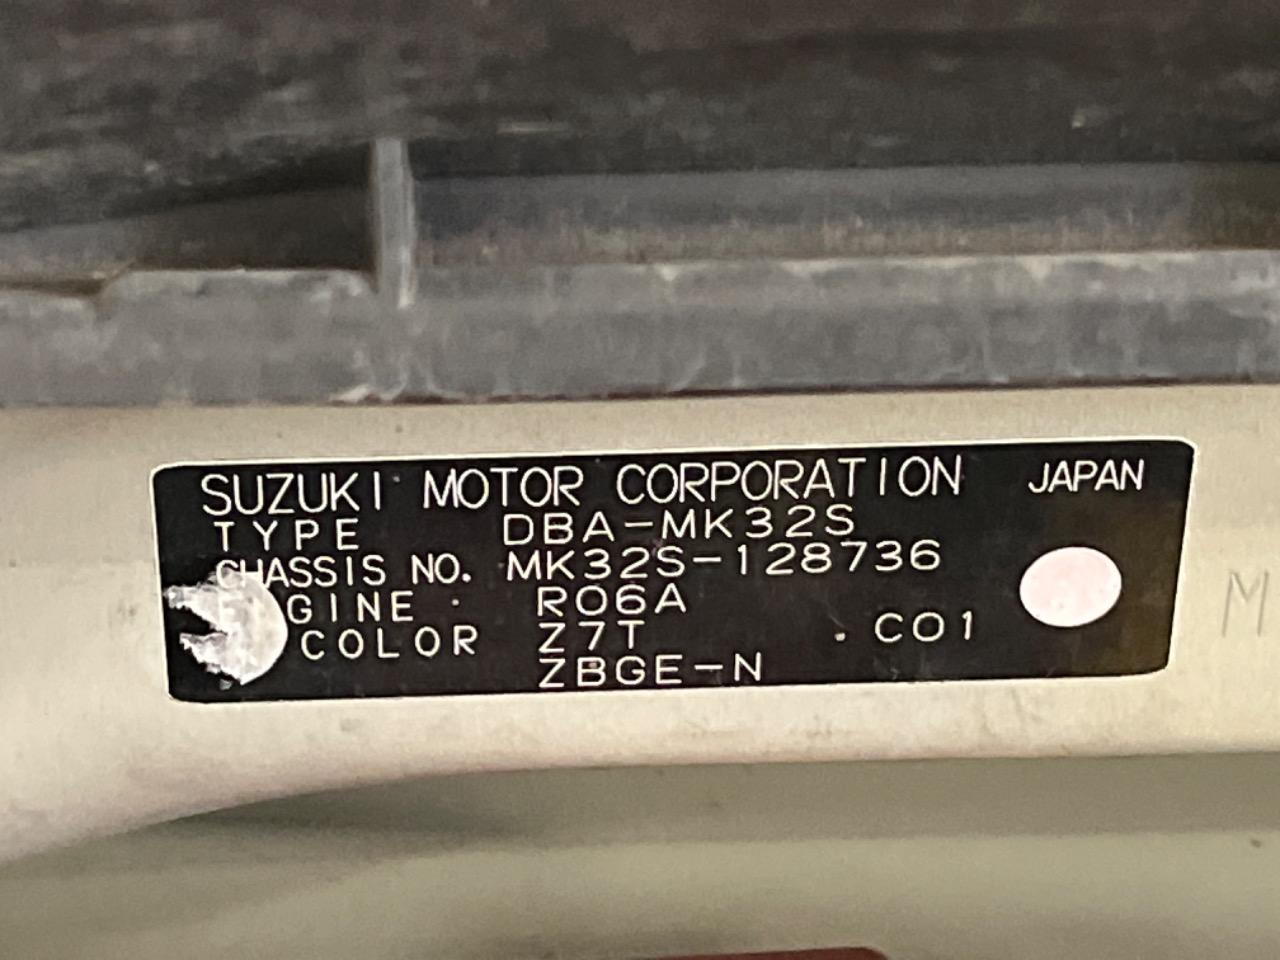 SUZUKI MOTOR CORPORATION JAPAN
TYPE DBA-MK32S
CHASSIS NO. MK32S-128736
GINE R06A
COLOR Z7T . C01
ZBGE-N
M